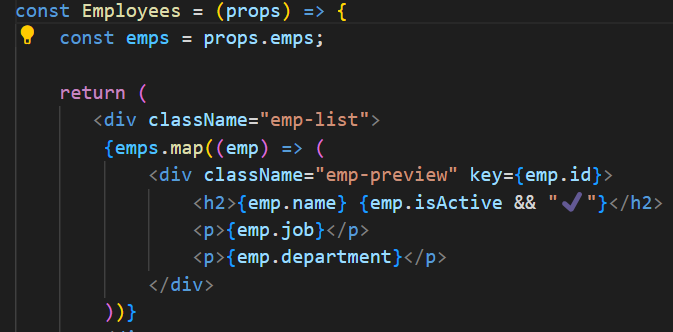 const Employees = (props) => {
const emps = props.emps;
return (
<div className="emp-list">
{emps.map((emp) => (
<div className="emp-preview" key={emp.id}>
<h2>{emp.name} {emp.isActive && "✔"}</h2>
<p>{emp.job}</p>
<p>{emp.department}</p>
</div>
))}